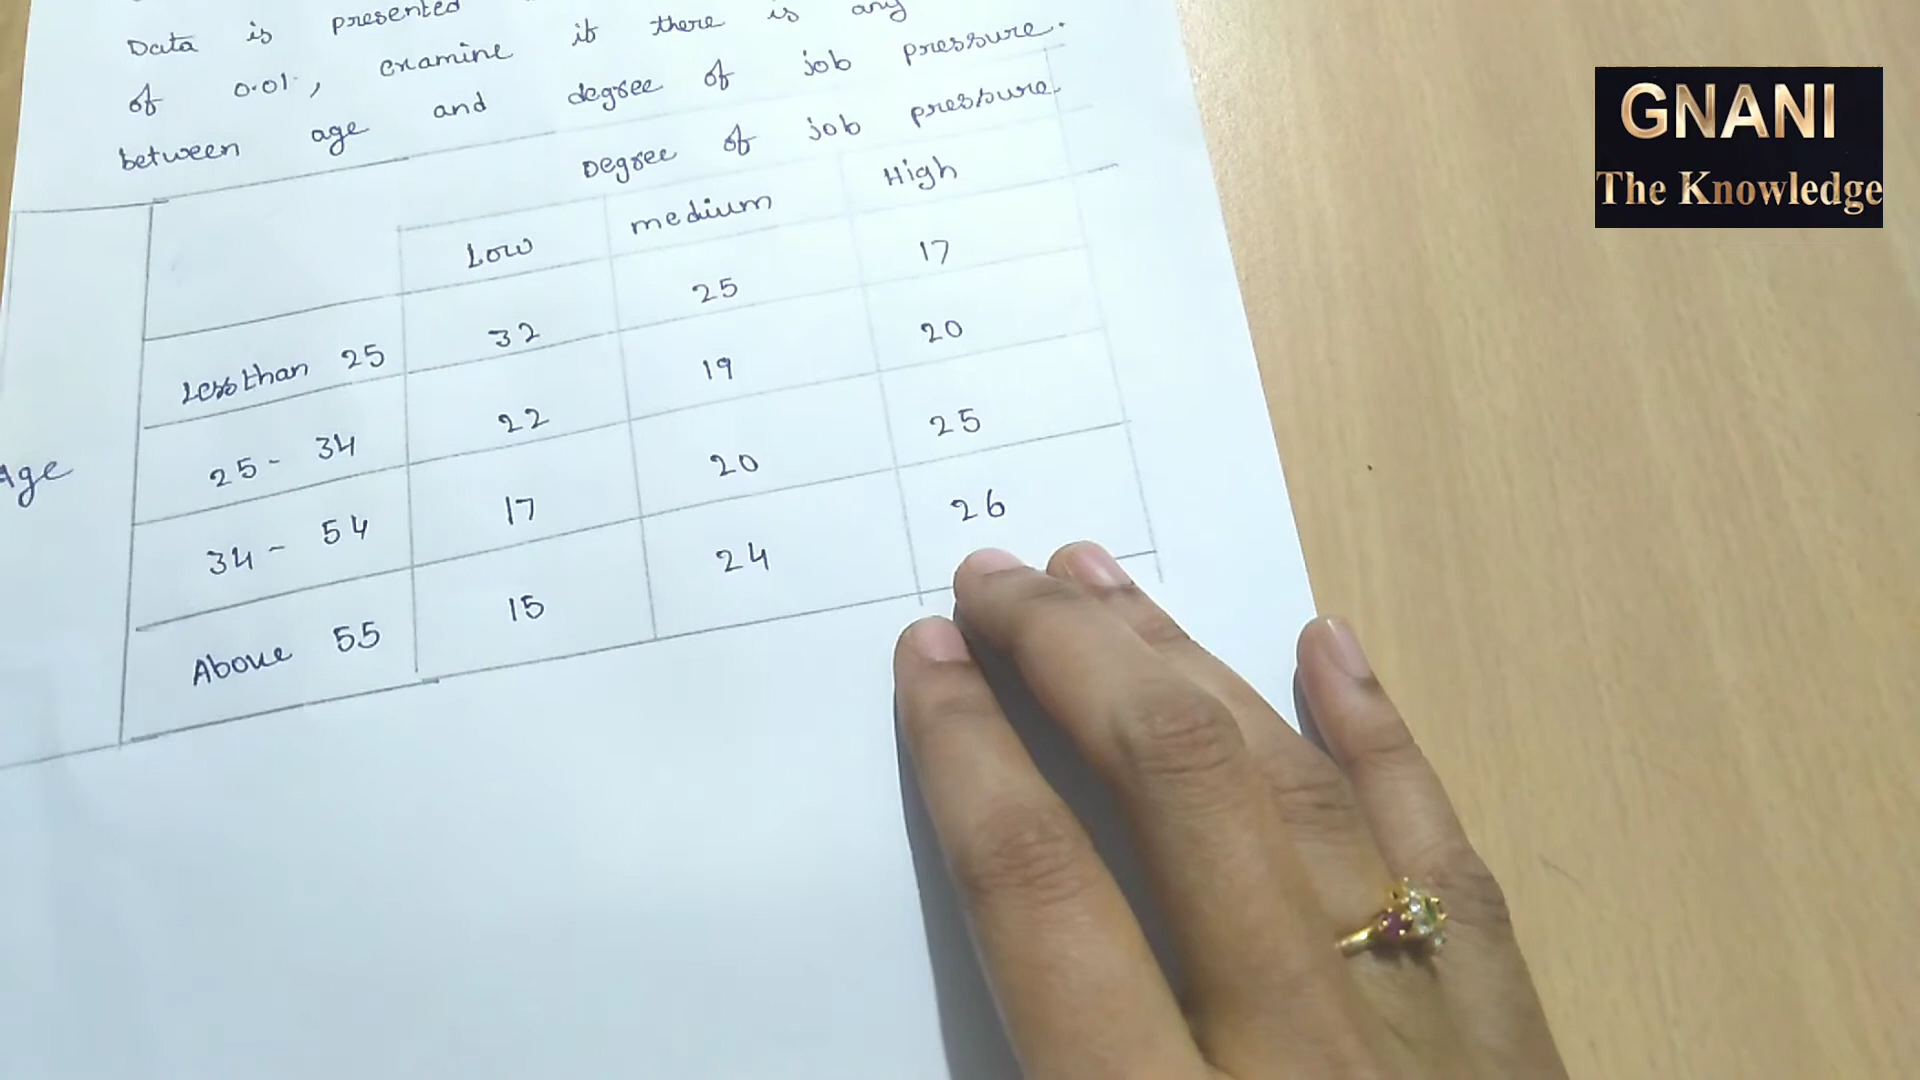 Data is presented
of 0.01, examine if there is any
between age and degree of job pressure.
Degree of job pressure.
Low medium High
Less than 25 32 25 17
25 - 34 22 19 20
Age
34 - 54 17 20 25
Above 55 15 24 26
GNANI
The Knowledge